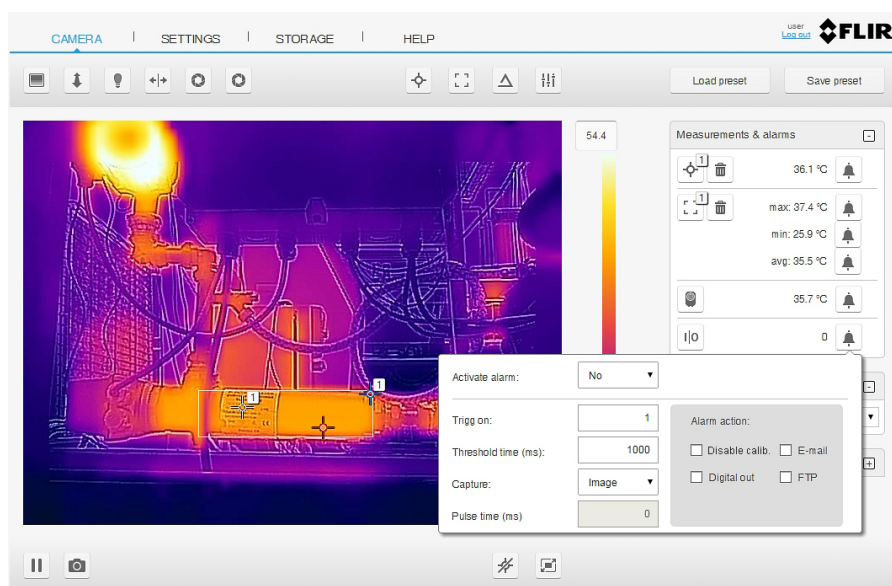 CAMERA SETTINGS STORAGE HELP
user
Log out
FLIR
Load preset Save preset
54.4
Measurements & alarms
1
36.1 °C
1
max: 37.4 °C
min: 25.9 °C
avg: 35.5 °C
35.7 °C
I|O 0
1
1
Activate alarm: No
Trigg on: 1
Threshold time (ms): 1000
Capture: Image
Pulse time (ms) 0
Alarm action:
Disable calib. E-mail
Digital out FTP